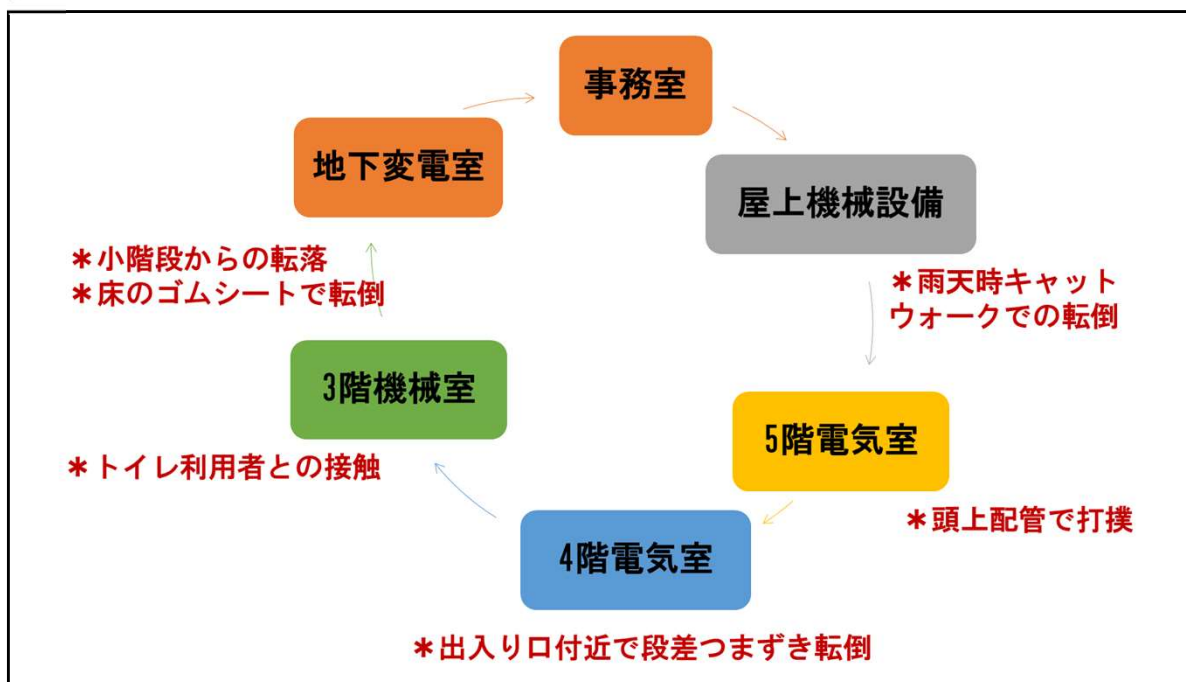 事務室
地下変電室
屋上機械設備
＊小階段からの転落
＊床のゴムシートで転倒
＊雨天時キャット
ウォークでの転倒
3階機械室
5階電気室
＊トイレ利用者との接触
＊頭上配管で打撲
4階電気室
＊出入り口付近で段差つまずき転倒